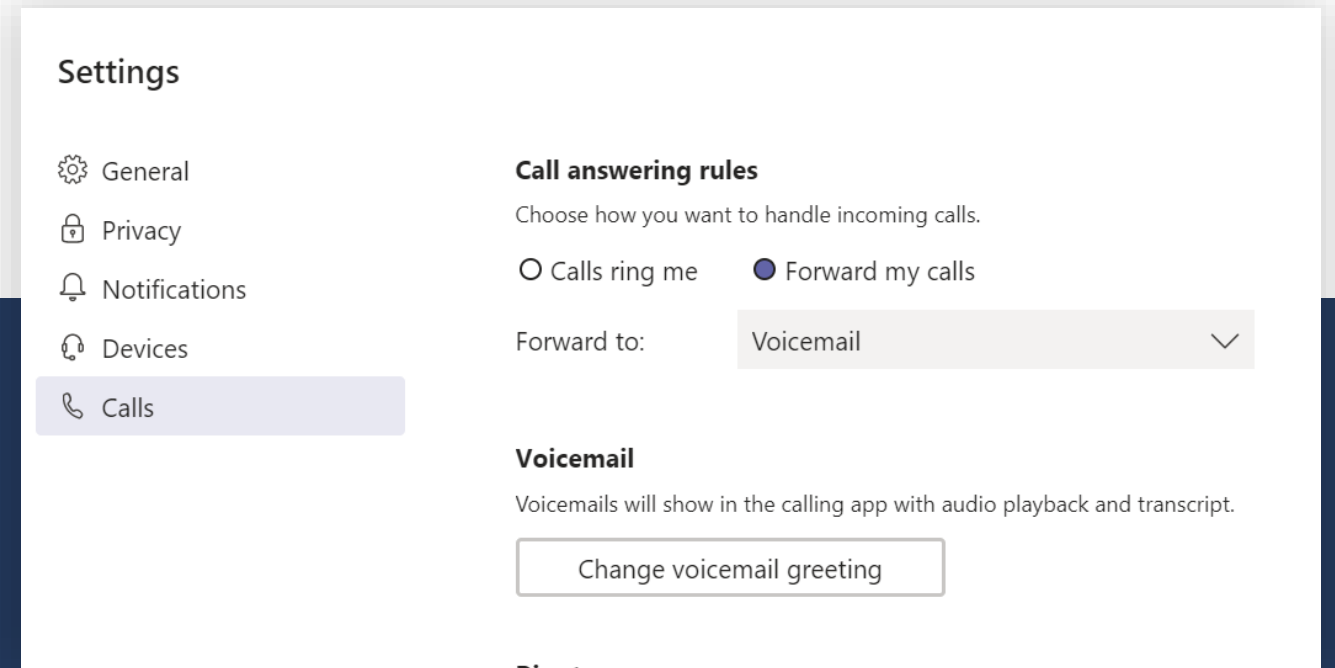 Settings
General
Privacy
Notifications
Devices
Calls
Call answering rules
Choose how you want to handle incoming calls.
Calls ring me Forward my calls
Forward to: Voicemail
Voicemail
Voicemails will show in the calling app with audio playback and transcript.
Change voicemail greeting